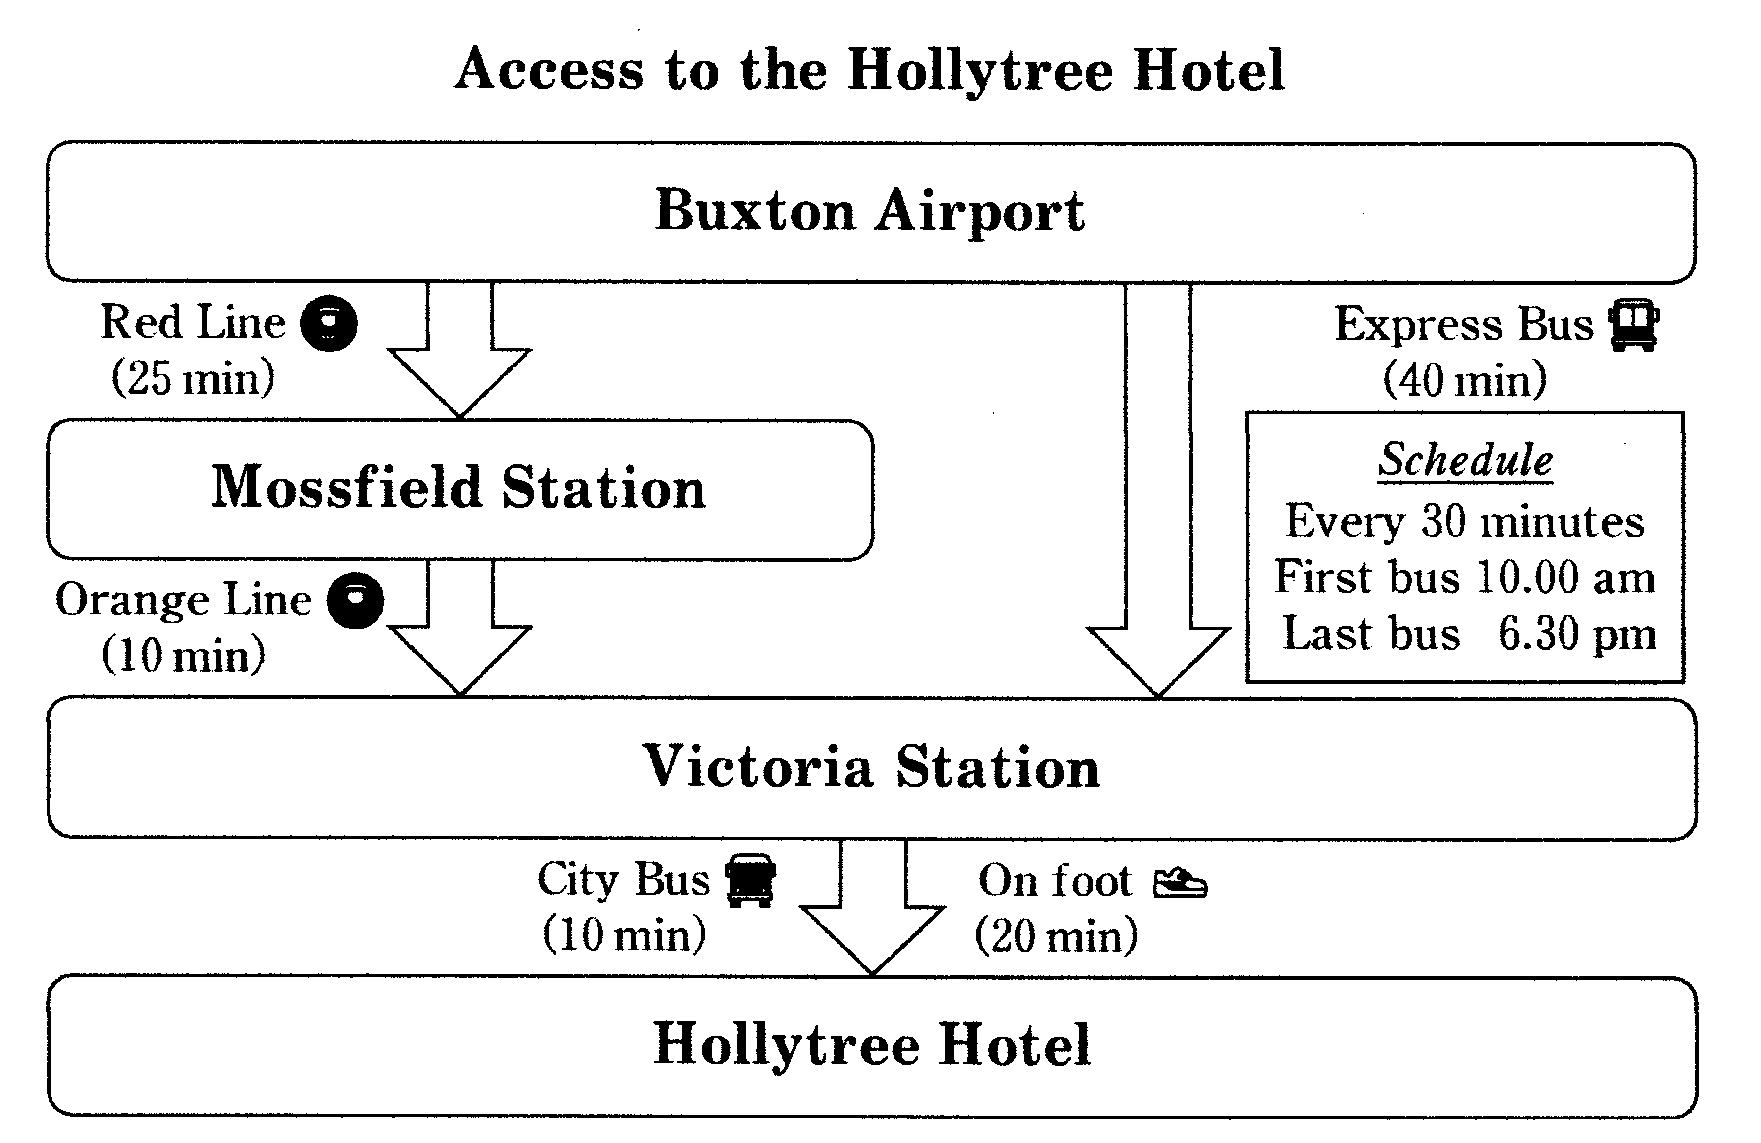 Access to the Hollytree Hotel
Buxton Airport
Red Line
(25 min)
Express Bus
(40 min)
Mossfield Station
Schedule
Every 30 minutes
First bus 10.00 am
Last bus 6.30 pm
Orange Line
(10 min)
Victoria Station
City Bus
(10 min)
On foot
(20 min)
Hollytree Hotel